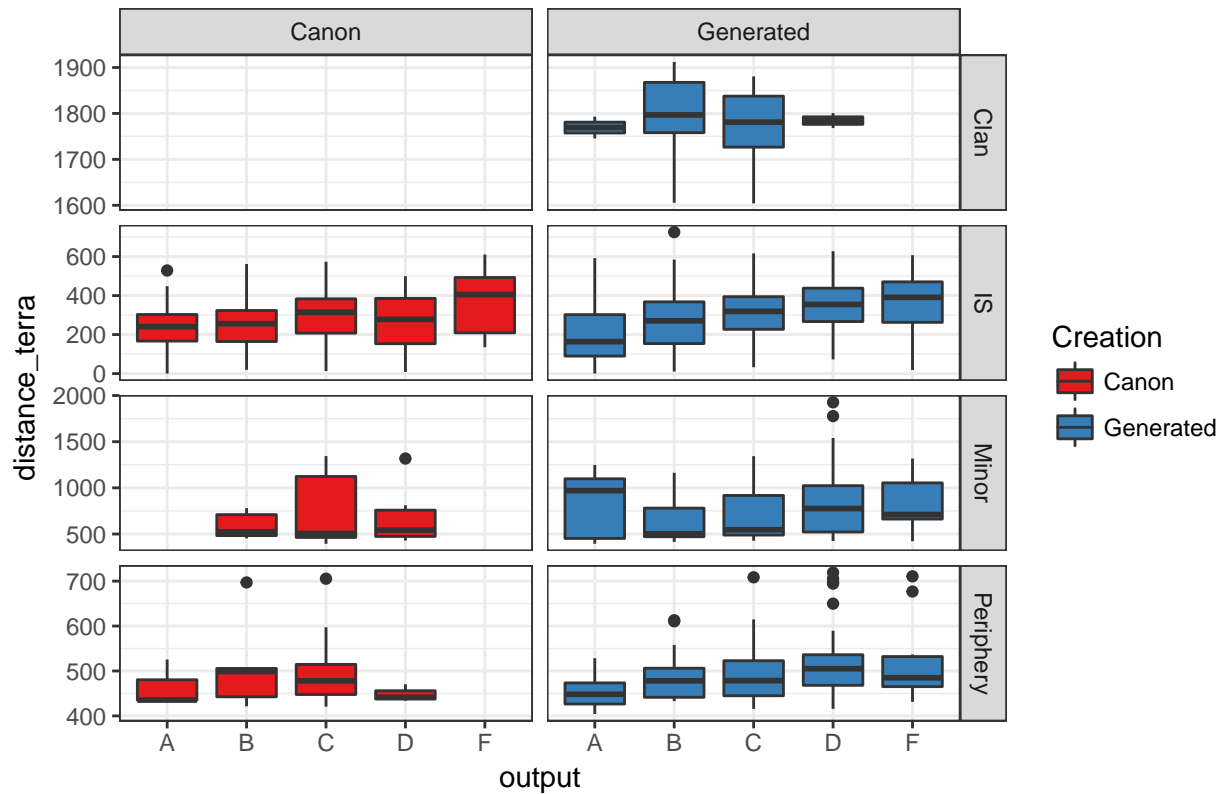 Canon Generated
1900
1800
1700
1600
Clan
600
400
200
0
IS
2000
1500
1000
500
Minor
700
600
500
400
Periphery
A B C D F A B C D F
output
distance_terra
Creation
Canon
Generated